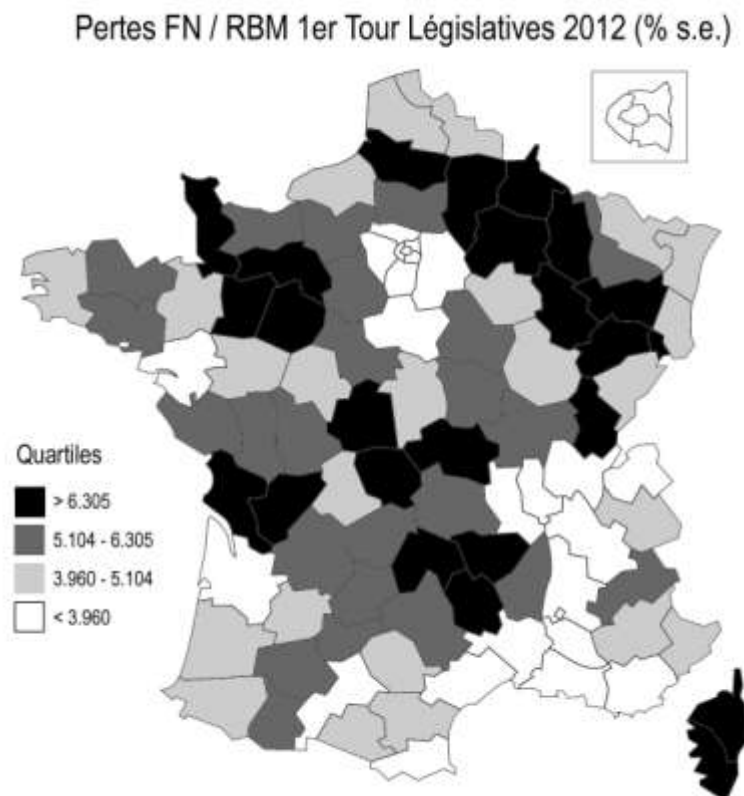 Pertes FN / RBM 1er Tour Législatives 2012 (% s.e.)
Quartiles
> 6.305
5.104 - 6.305
3.960 - 5.104
< 3.960